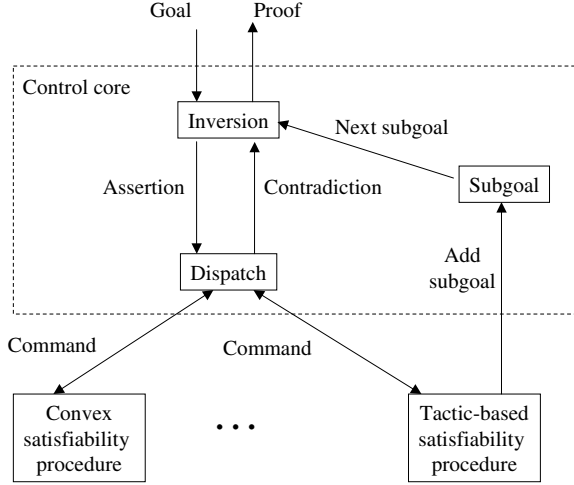 Goal
Proof
Control core
Inversion
Next subgoal
Assertion
Contradiction
Subgoal
Dispatch
Add
subgoal
Command
Command
Convex
satisfiability
procedure
• • •
Tactic-based
satisfiability
procedure